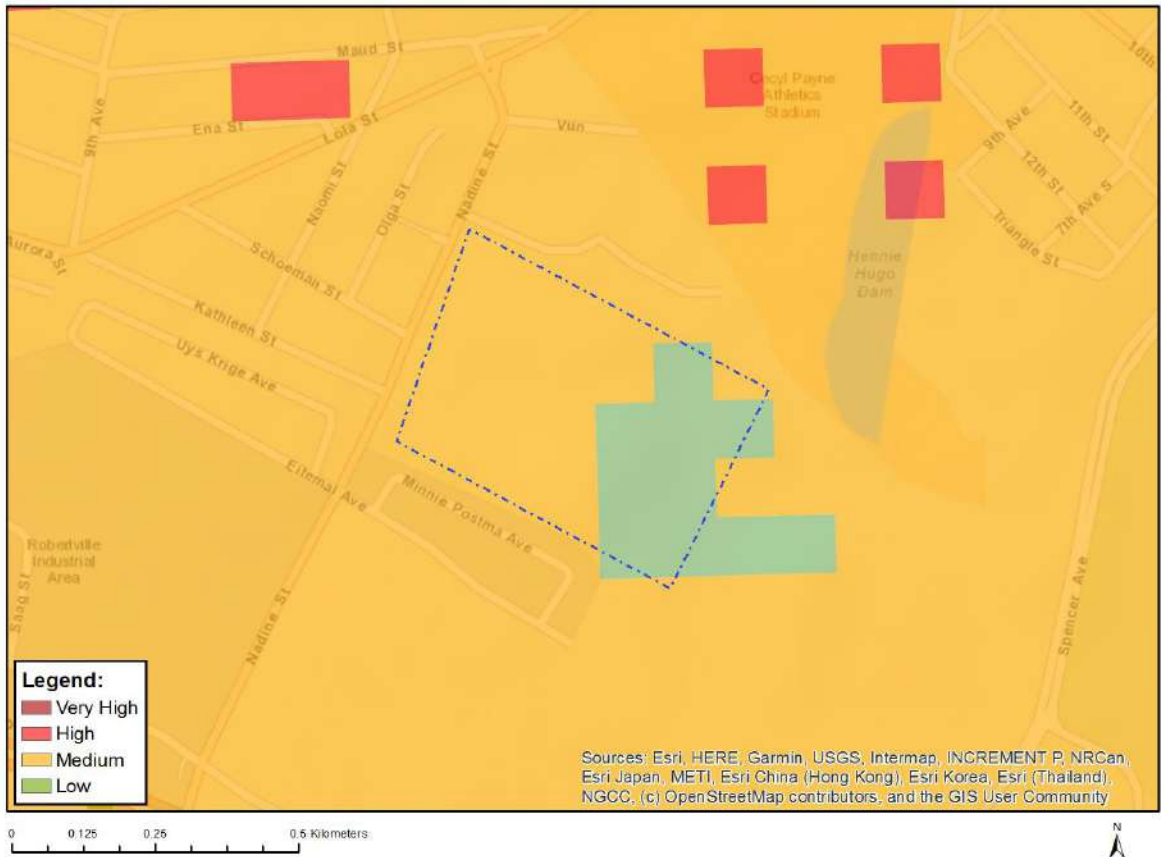 Maud St
Cecyl Payne
Athletics
Stadium
10th
11th St
9th Ave
Ena St
Lola St
Vun
9th Ave
12th St
7th Ave S
Naomi St
Olga St
Nadine St
Triangle St
Aurora St
Schoeman St
Hennie
Hugo
Dam
Kathleen St
Uys Krige Ave
Eitemal Ave
Minnie Postma Ave
Robertville
Industrial
Area
Saag St
Nadine St
Spencer Ave
Legend:
Very High
High
Medium
Low
Sources: Esri, HERE, Garmin, USGS, Intermap, INCREMENT P, NRCan,
Esri Japan, METI, Esri China (Hong Kong), Esri Korea, Esri (Thailand),
NGCC, (c) OpenStreetMap contributors, and the GIS User Community
0 0.125 0.25 0.5 Kilometers
N